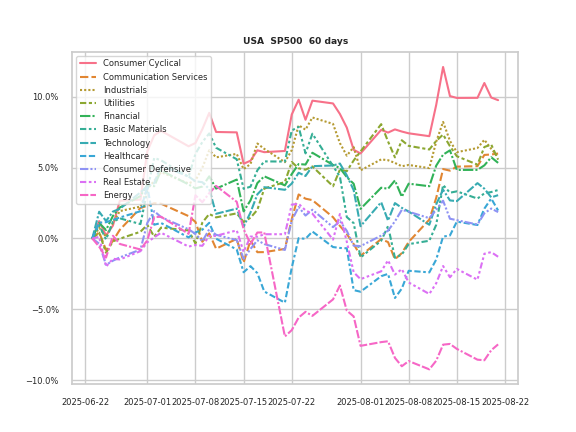 USA SP500 60 days
Consumer Cyclical
Communication Services
Industrials
Utilities
Financial
Basic Materials
Technology
Healthcare
Consumer Defensive
Real Estate
Energy
10.0%
5.0%
0.0%
−5.0%
−10.0%
2025-06-22 2025-07-01 2025-07-08 2025-07-15 2025-07-22 2025-08-01 2025-08-08 2025-08-15 2025-08-22